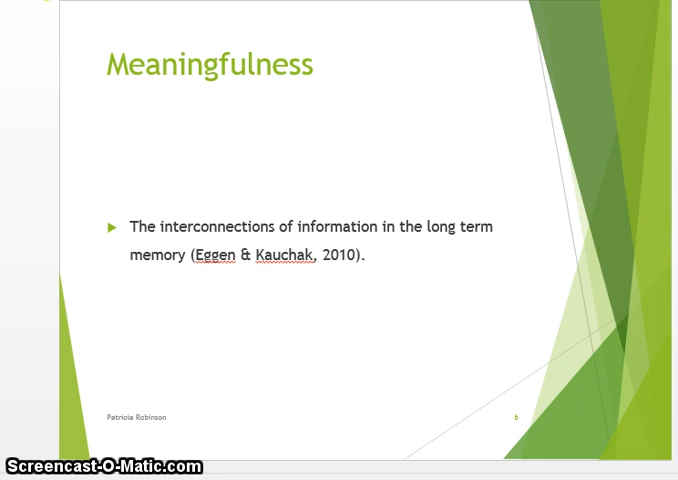 Meaningfulness
The interconnections of information in the long term
memory (Eggen & Kauchak, 2010).
Patricia Robinson
6
Screencast-O-Matic.com